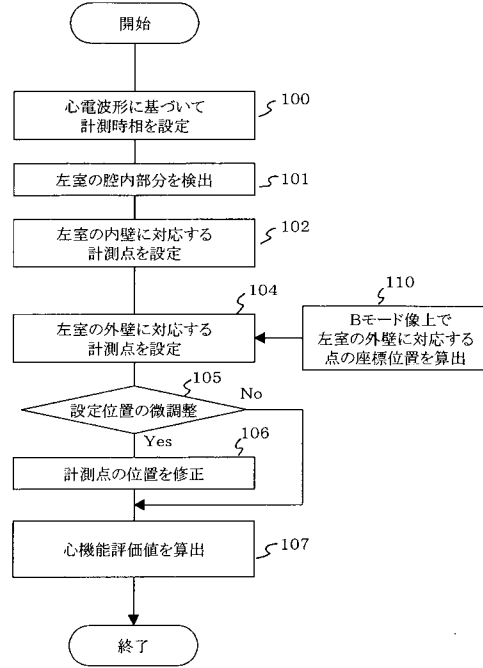 開始
心電波形に基づいて
計測時相を設定
100
左室の腔内部分を検出
101
左室の内壁に対応する
計測点を設定
102
104
左室の外壁に対応する
計測点を設定
110
Bモード像上で
左室の外壁に対応する
点の座標位置を算出
105
設定位置の微調整
No
Yes
106
計測点の位置を修正
心機能評価値を算出
107
終了